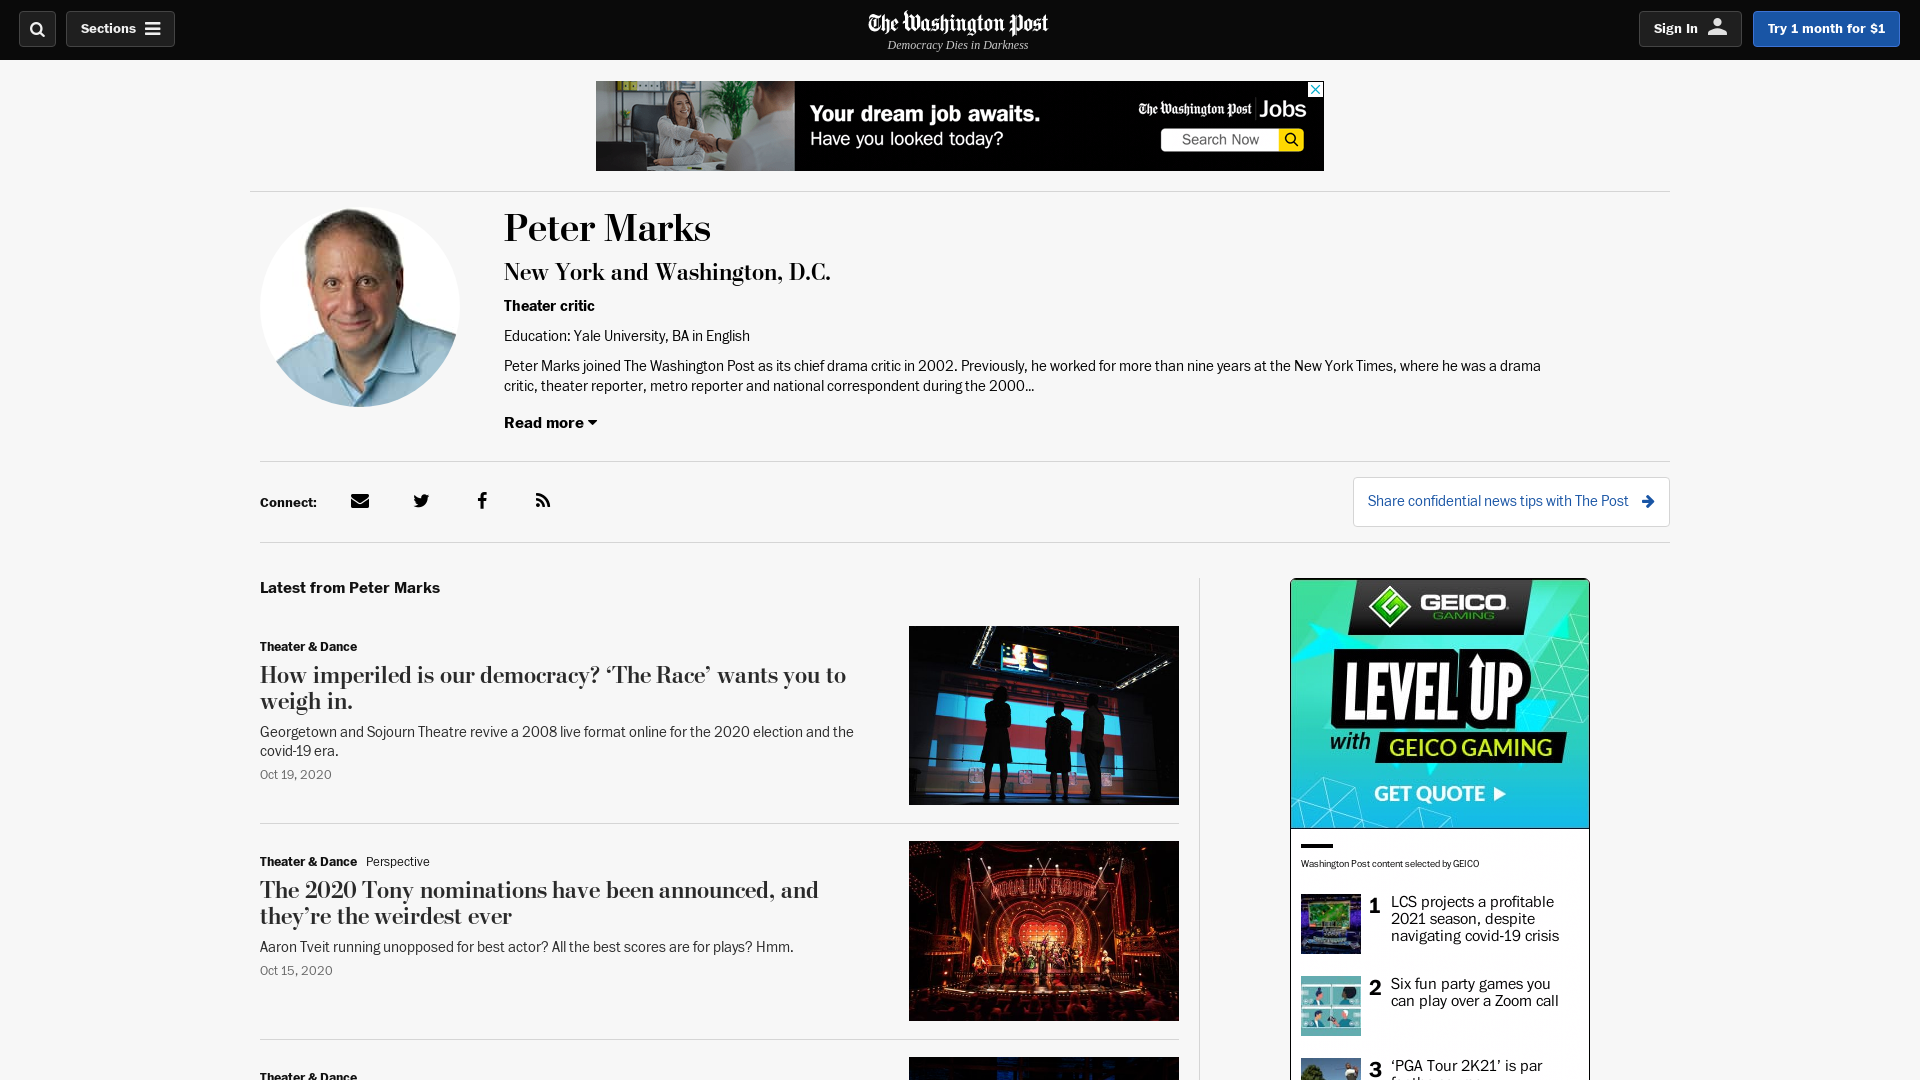 Sections
The Washington Post
Democracy Dies in Darkness
Sign In
Try 1 month for $1
Your dream job awaits.
Have you looked today?
The Washington Post Jobs
Search Now
Peter Marks
New York and Washington, D.C.
Theater critic
Education: Yale University, BA in English
Peter Marks joined The Washington Post as its chief drama critic in 2002. Previously, he worked for more than nine years at the New York Times, where he was a drama
critic, theater reporter, metro reporter and national correspondent during the 2000...
Read more
Connect:
Share confidential news tips with The Post
Latest from Peter Marks
Theater & Dance
How imperiled is our democracy? ‘The Race’ wants you to
weigh in.
Georgetown and Sojourn Theatre revive a 2008 live format online for the 2020 election and the
covid-19 era.
Oct 19, 2020
Theater & Dance Perspective
The 2020 Tony nominations have been announced, and
they’re the weirdest ever
Aaron Tveit running unopposed for best actor? All the best scores are for plays? Hmm.
Oct 15, 2020
MOULIN ROUGE
Theater & Dance
GEICO
GAMING
LEVEL UP
with GEICO GAMING
GET QUOTE
Washington Post content selected by GEICO
1 LCS projects a profitable
2021 season, despite
navigating covid-19 crisis
2 Six fun party games you
can play over a Zoom call
3 ‘PGA Tour 2K21’ is par